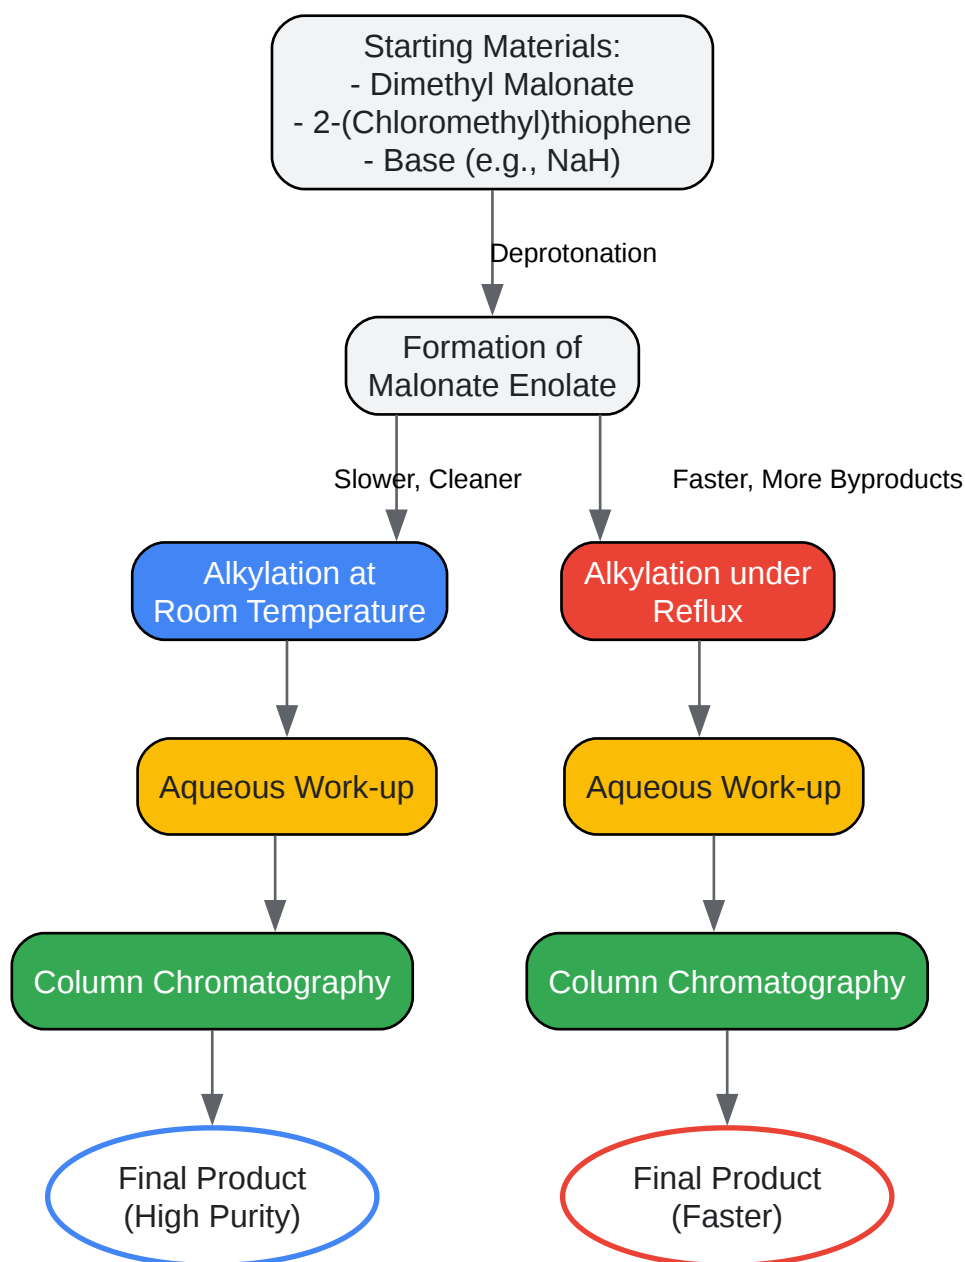 Starting Materials:
- Dimethyl Malonate
- 2-(Chloromethyl)thiophene
- Base (e.g., NaH)
Deprotonation
Formation of
Malonate Enolate
Slower, Cleaner
Faster, More Byproducts
Alkylation at
Room Temperature
Alkylation under
Reflux
Aqueous Work-up
Aqueous Work-up
Column Chromatography
Column Chromatography
Final Product
(High Purity)
Final Product
(Faster)